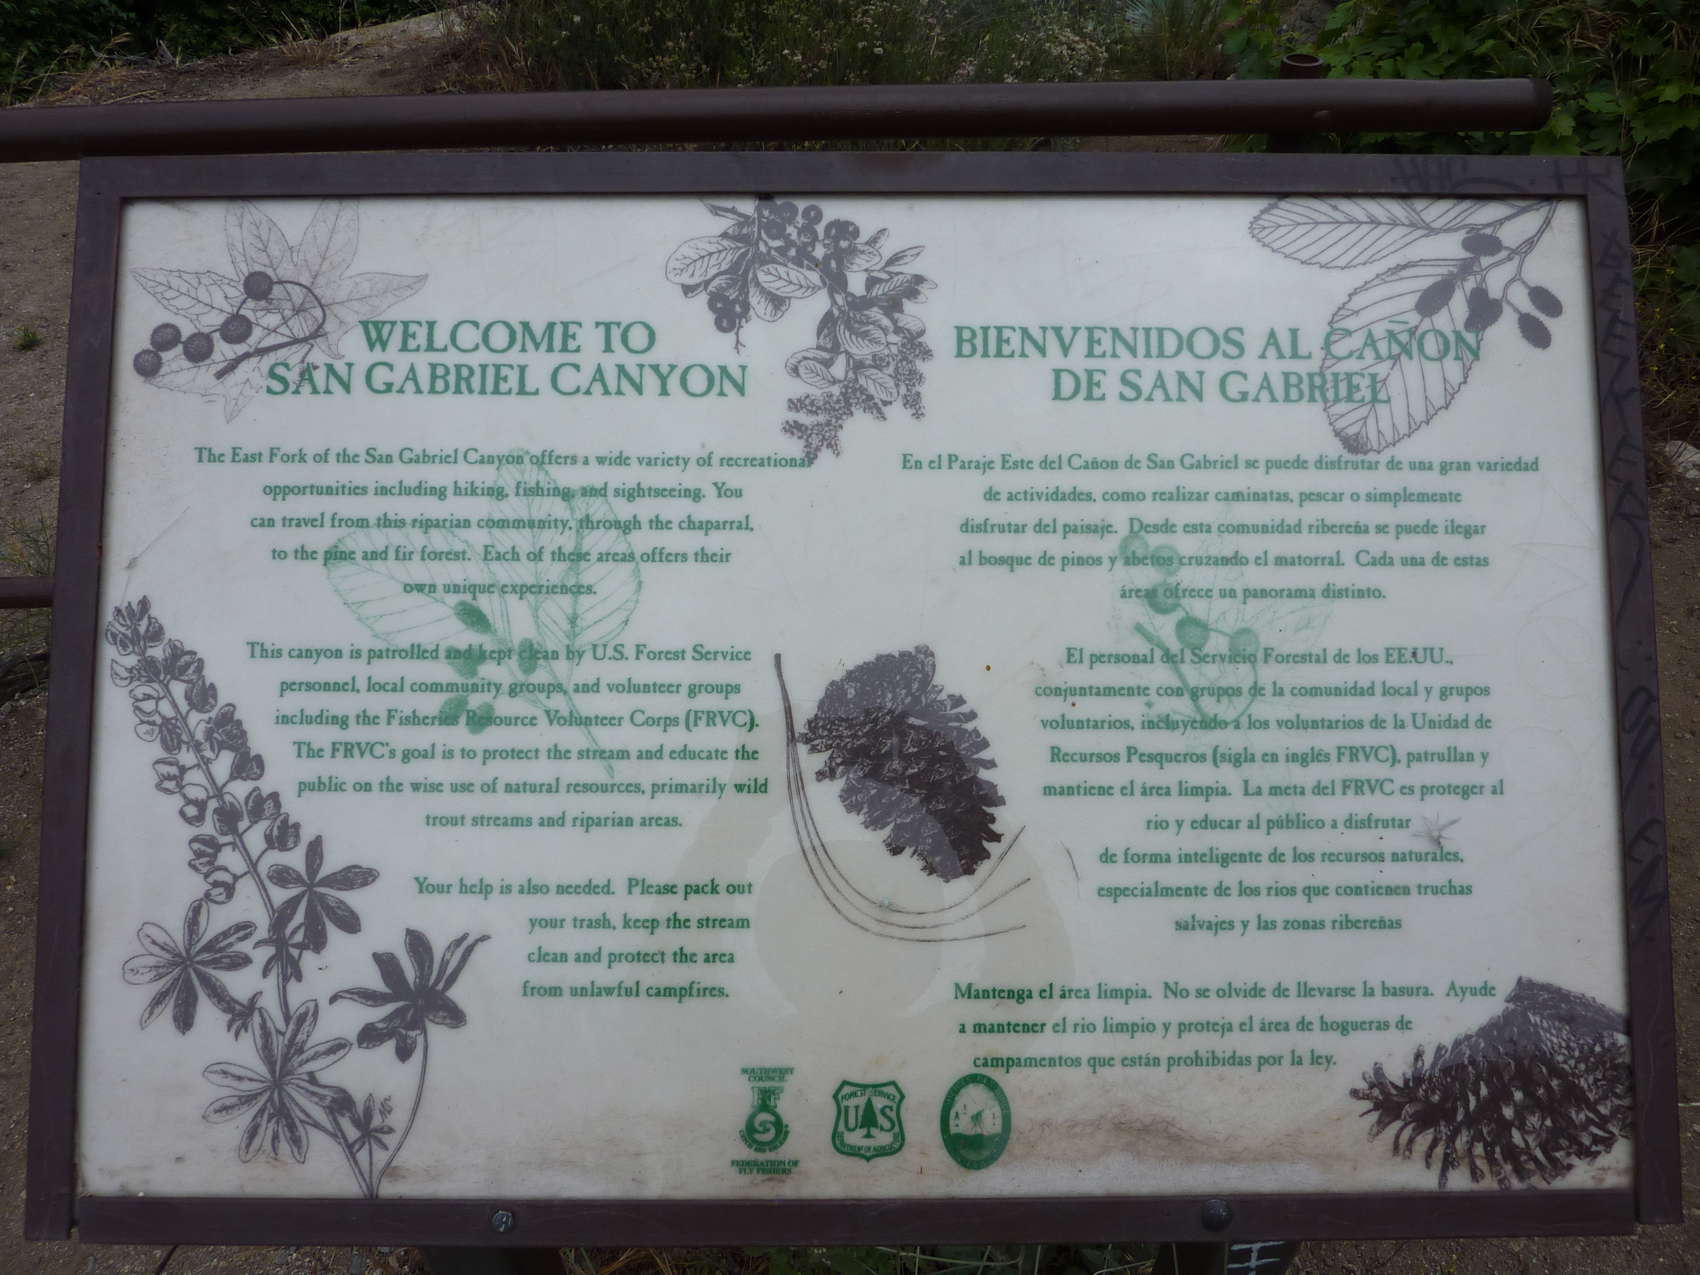 WELCOME TO
SAN GABRIEL CANYON
The East Fork of the San Gabriel Canyon offers a wide variety of recreational
opportunities including hiking, fishing, and sightseeing. You
can travel from this riparian community, through the chaparral,
to the pine and fir forest. Each of these areas offers their
own unique experiences.
This canyon is patrolled and kept clean by U.S. Forest Service
personnel, local community groups, and volunteer groups
including the Fisheries Resource Volunteer Corps (FRVC).
The FRVC's goal is to protect the stream and educate the
public on the wise use of natural resources, primarily wild
trout streams and riparian areas.
Your help is also needed. Please pack out
your trash, keep the stream
clean and protect the area
from unlawful campfires.
BIENVENIDOS AL CAÑON
DE SAN GABRIEL
En el Paraje Este del Cañon de San Gabriel se puede disfrutar de una gran variedad
de actividades, como realizar caminatas, pescar o simplemente
disfrutar del paisaje. Desde esta comunidad ribereña se puede ilegar
al bosque de pinos y abetos cruzando el matorral. Cada una de estas
áreas ofrece un panorama distinto.
El personal del Servicio Forestal de los EE.UU.,
conjuntamente con grupos de la comunidad local y grupos
voluntarios, incluyendo a los voluntarios de la Unidad de
Recursos Pesqueros (sigla en inglés FRVC), patrullan y
mantiene el área limpia. La meta del FRVC es proteger al
río y educar al público a disfrutar
de forma inteligente de los recursos naturales,
especialmente de los ríos que contienen truchas
salvajes y las zonas ribereñas
Mantenga el área limpia. No se olvide de llevarse la basura. Ayude
a mantener el río limpio y proteja el área de hogueras de
campamentos que están prohibidas por la ley.
SOUTHWEST
COUNCIL
FEDERATION OF
FLY FISHERS
FOREST SERVICE
US
DEPARTMENT OF AGRICULTURE